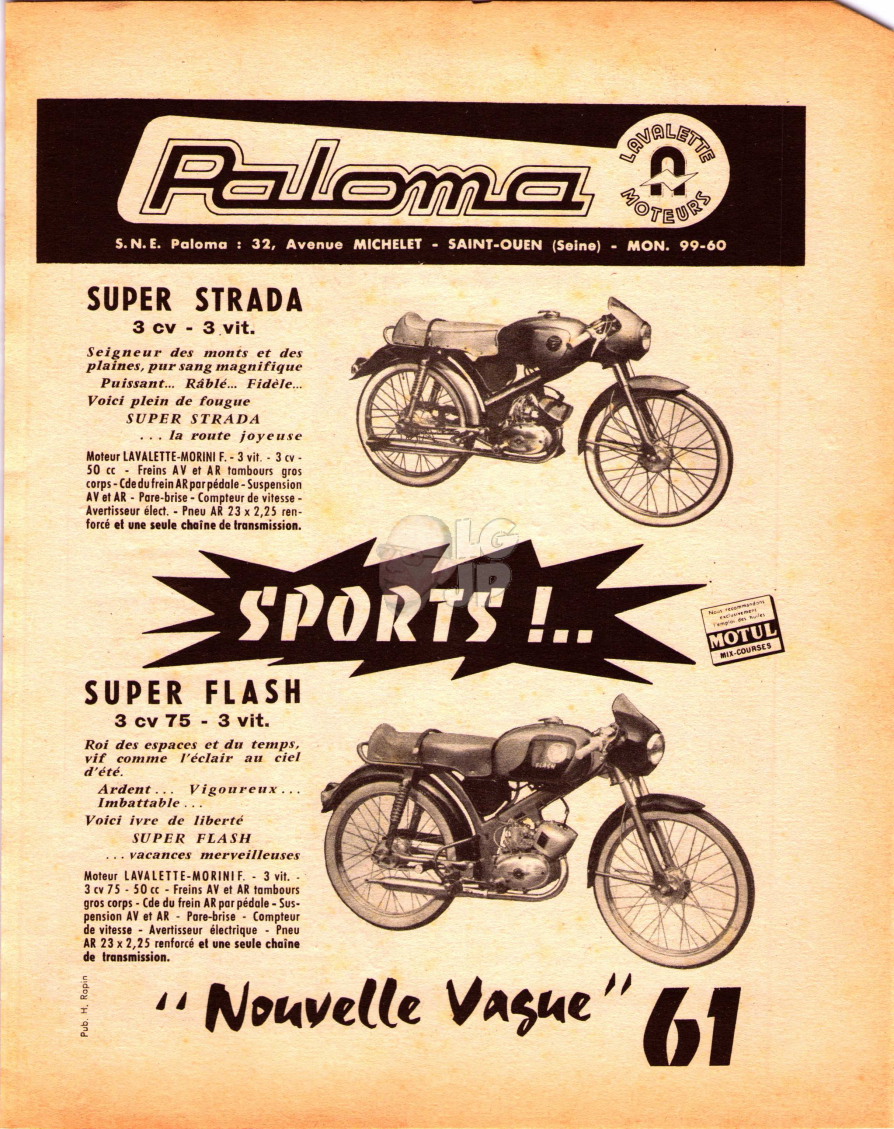 Paloma
LAVALETTE
MOTEURS
S.N.E. Paloma : 32, Avenue MICHELET - SAINT-OUEN (Seine) - MON. 99-60
SUPER STRADA
3 cv - 3 vit.
Seigneur des monts et des
plaines, pur sang magnifique
Puissant... Râblé... Fidèle...
Voici plein de fougue
SUPER STRADA
... la route joyeuse
Moteur LAVALETTE-MORINI F. - 3 vit. - 3 cv -
50 cc - Freins AV et AR tambours gros
corps - Cde du frein AR par pédale - Suspension
AV et AR - Pare-brise - Compteur de vitesse -
Avertisseur élect. - Pneu AR 23 x 2,25 ren-
forcé et une seule chaîne de transmission.
LG
JP
SPORTS !..
Nous recommandons
exclusivement
l'emploi des huiles
MOTUL
MIX-COURSES
SUPER FLASH
3 cv 75 - 3 vit.
Roi des espaces et du temps,
vif comme l'éclair au ciel
d'été.
Ardent... Vigoureux...
Imbattable...
Voici ivre de liberté
SUPER FLASH
... vacances merveilleuses
Moteur LAVALETTE-MORINI F. - 3 vit. -
3 cv 75 - 50 cc - Freins AV et AR tambours
gros corps - Cde du frein AR par pédale - Sus-
pension AV et AR - Pare-brise - Compteur
de vitesse - Avertisseur électrique - Pneu
AR 23 x 2,25 renforcé et une seule chaîne
de transmission.
Pub. H. Rapin
"Nouvelle Vague" 61